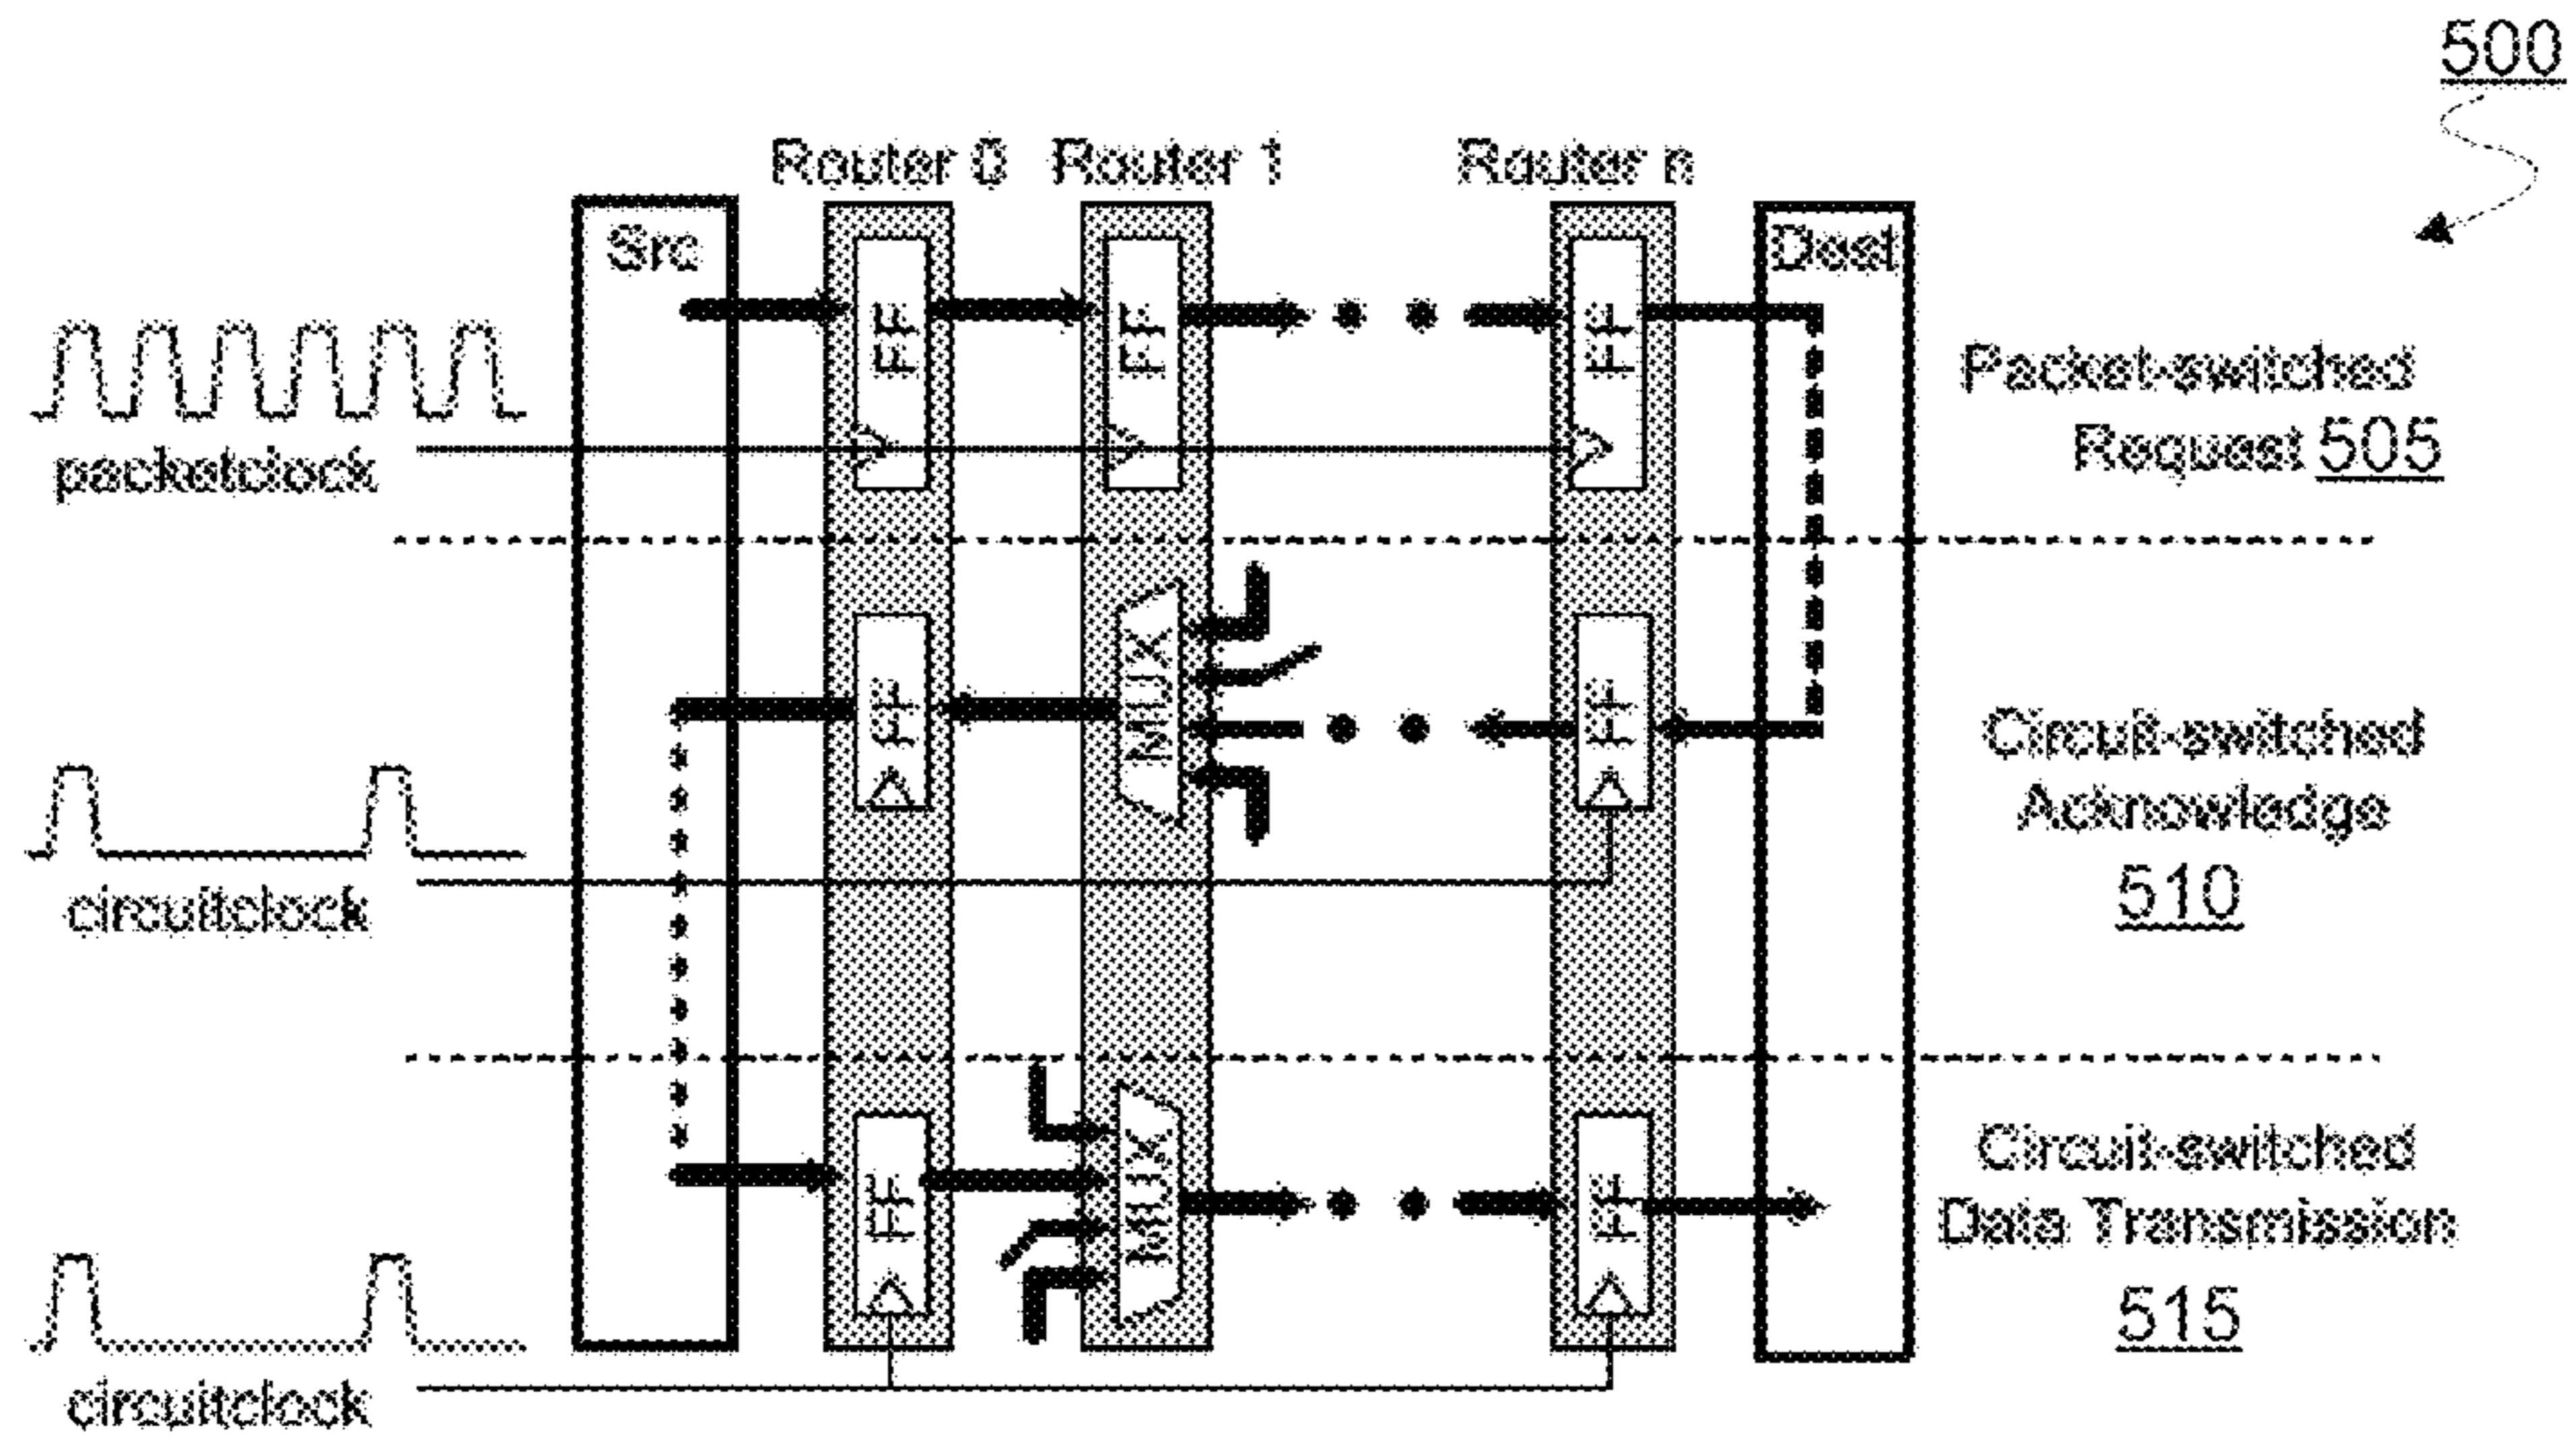 500
Router 0 Router 1 Router n
Src
Dest
FF
FF
FF
Packet-switched
Request 505
packetclock
MUX
FF
FF
Circuit-switched
Acknowledge
510
circuitclock
FF
MUX
FF
Circuit-switched
Data Transmission
515
circuitclock